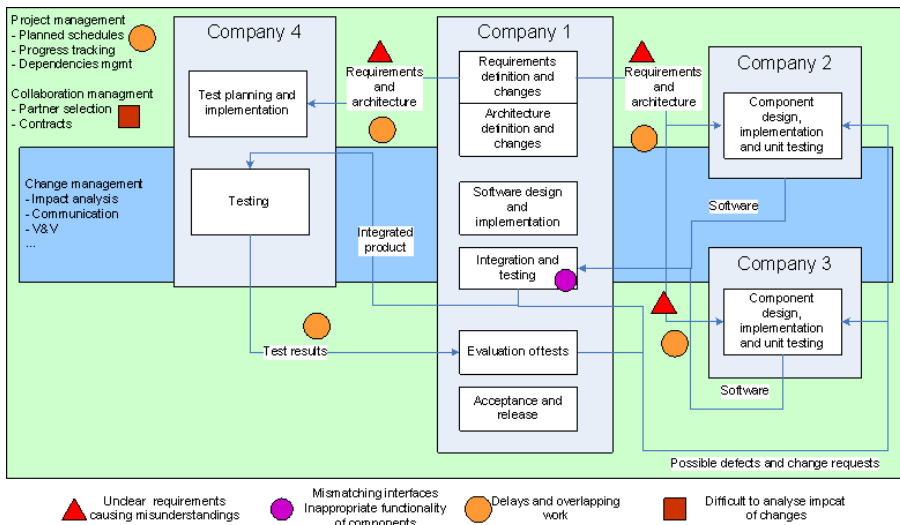 Project management
- Planned schedules
- Progress tracking
- Dependencies mgmt
Collaboration managment
- Partner selection
- Contracts
Change management
- Impact analysis
- Communication
- V&V
...
Company 4
Test planning and
implementation
Testing
Requirements
and
architecture
Integrated
product
Test results
Company 1
Requirements
definition and
changes
Architecture
definition and
changes
Software design and
implementation
Integration and
testing
Evaluation of tests
Acceptance and
release
Requirements
and
architecture
Company 2
Component
design,
implementation
and unit testing
Software
Company 3
Component
design,
implementation
and unit testing
Software
Possible defects and change requests
Unclear requirements
causing misunderstandings
Mismatching interfaces
Inappropriate functionality
of components
Delays and overlapping
work
Difficult to analyse impcat
of changes